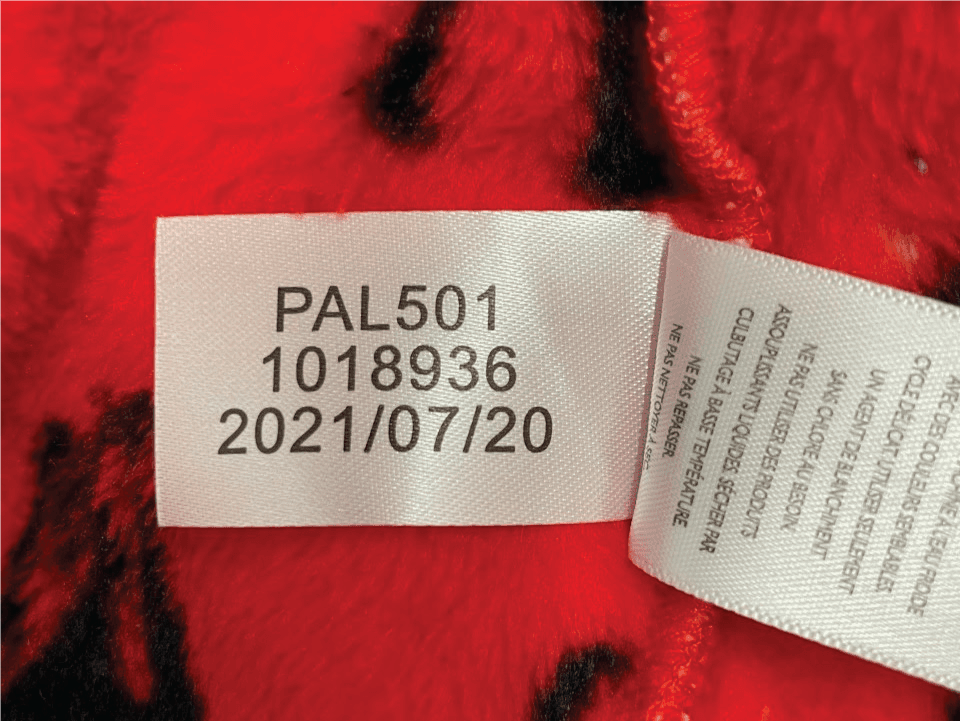 PAL501
1018936
2021/07/20
À L'EAU FROIDE
AVEC DES COULEURS SEMBLABLES,
CYCLE DÉLICAT. UTILISER SEULEMENT
UN AGENT DE BLANCHIMENT
SANS CHLORE AU BESOIN.
NE PAS UTILISER DES PRODUITS
ASSOUPLISSANTS LIQUIDES. SÉCHER PAR
CULBUTAGE À BASSE TEMPÉRATURE.
NE PAS REPASSER.
NE PAS NETTOYER À SEC.